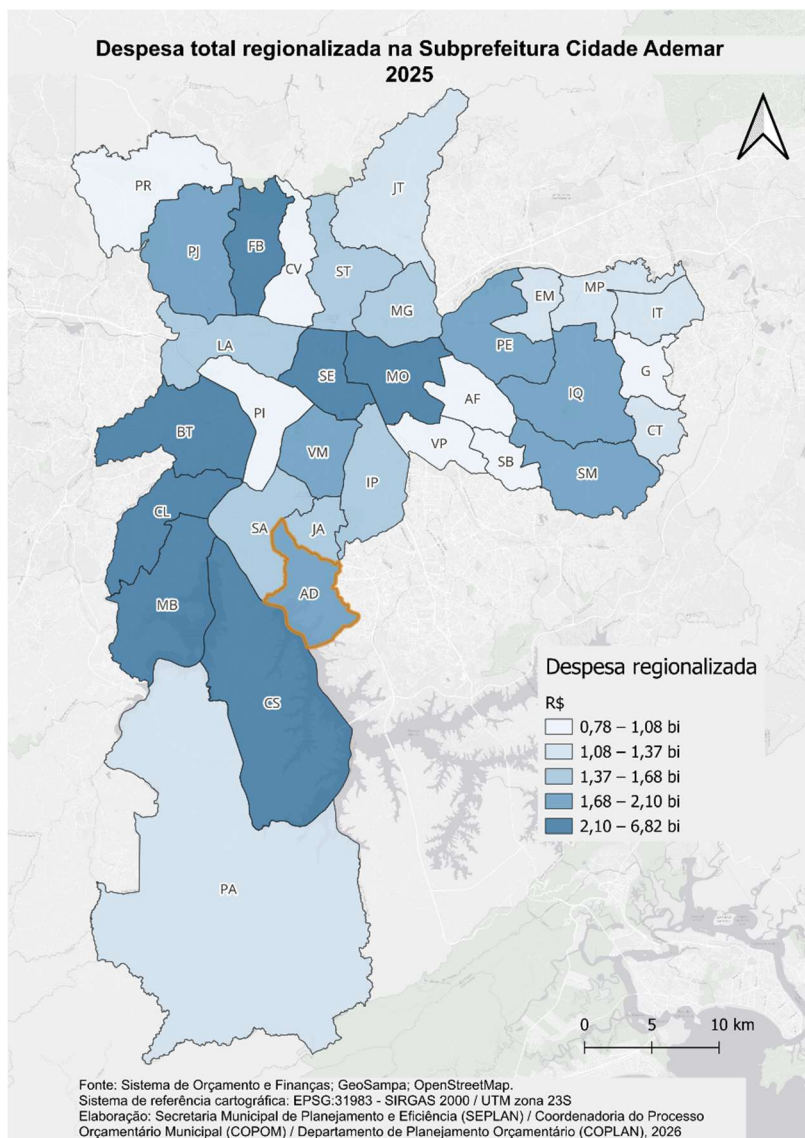 Despesa total regionalizada na Subprefeitura Cidade Ademar
2025
JT
PR
FB
PJ
CV
ST
EM
MP
IT
MG
LA
PE
SE
MO
G
IQ
AF
PI
BT
CT
VP
VM
SB
SM
IP
CL
SA
JA
AD
MB
CS
PA
Despesa regionalizada
R$
0,78 – 1,08 bi
1,08 – 1,37 bi
1,37 – 1,68 bi
1,68 – 2,10 bi
2,10 – 6,82 bi
0 5 10 km
Fonte: Sistema de Orçamento e Finanças; GeoSampa; OpenStreetMap.
Sistema de referência cartográfica: EPSG:31983 - SIRGAS 2000 / UTM zona 23S
Elaboração: Secretaria Municipal de Planejamento e Eficiência (SEPLAN) / Coordenadoria do Processo
Orçamentário Municipal (COPOM) / Departamento de Planejamento Orçamentário (COPLAN), 2026